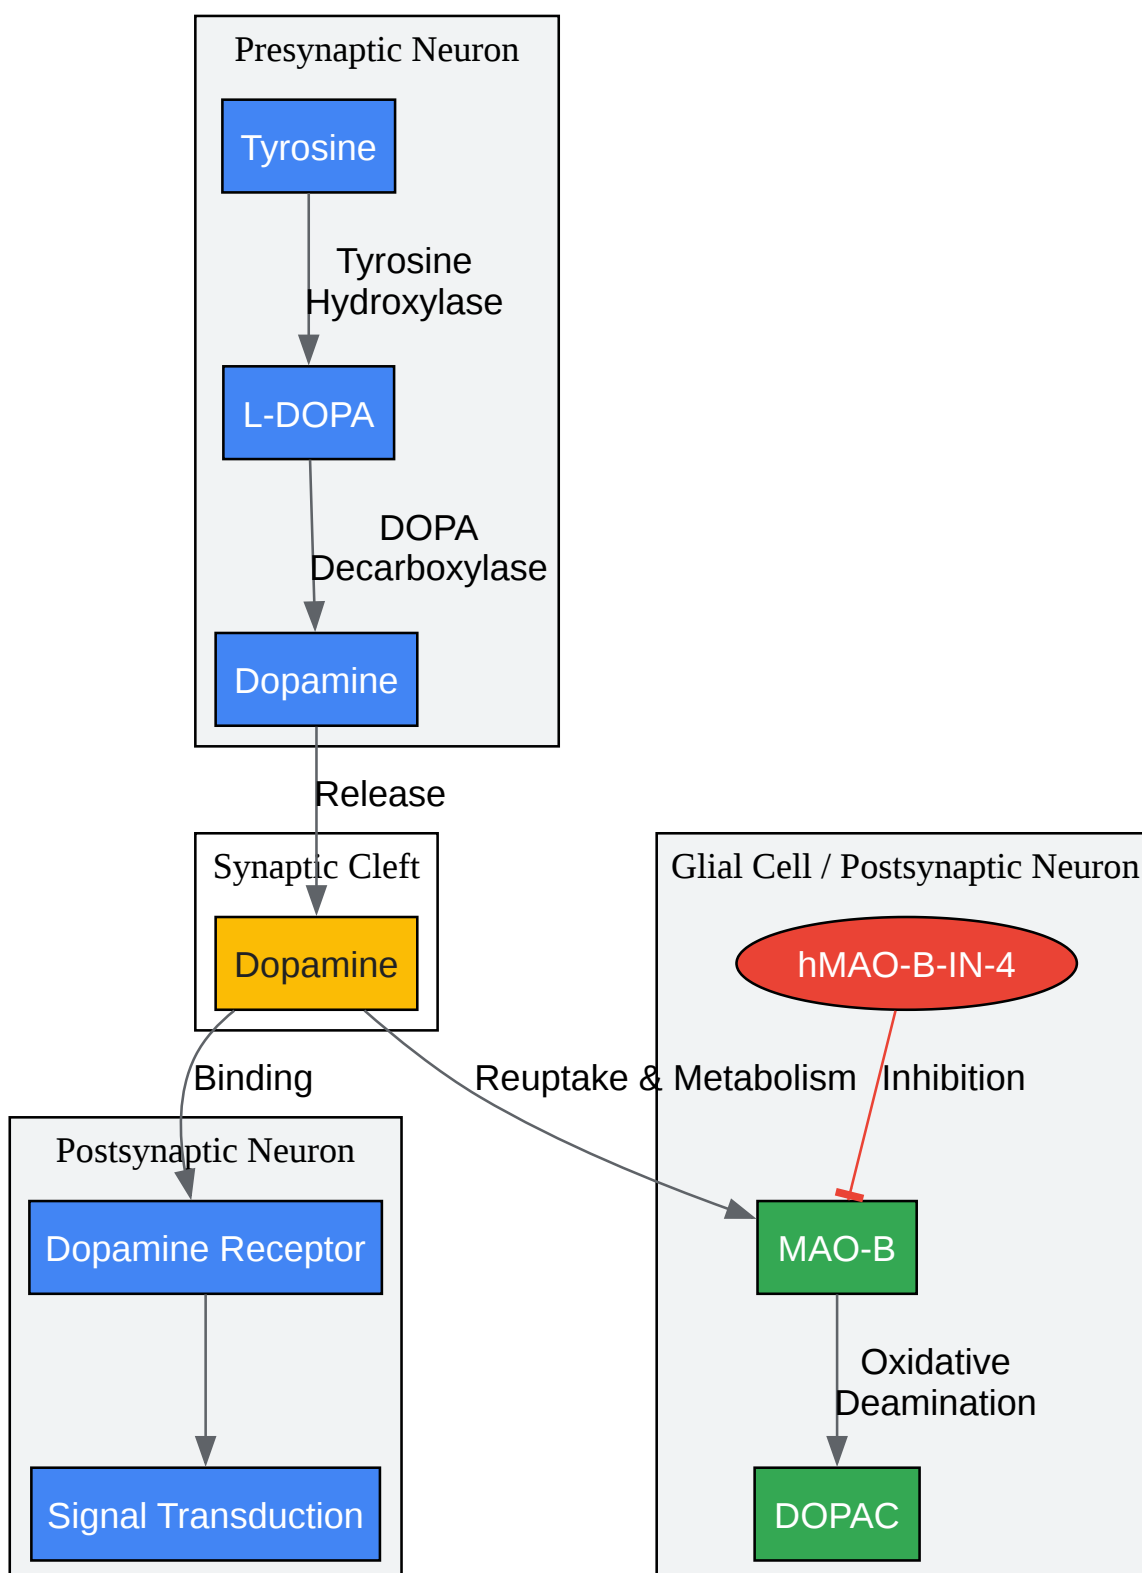 Presynaptic Neuron
Tyrosine
Tyrosine
Hydroxylase
L-DOPA
DOPA
Decarboxylase
Dopamine
Release
Synaptic Cleft
Dopamine
Glial Cell / Postsynaptic Neuron
hMAO-B-IN-4
Binding
Reuptake & Metabolism
Inhibition
Postsynaptic Neuron
Dopamine Receptor
MAO-B
Oxidative
Deamination
Signal Transduction
DOPAC